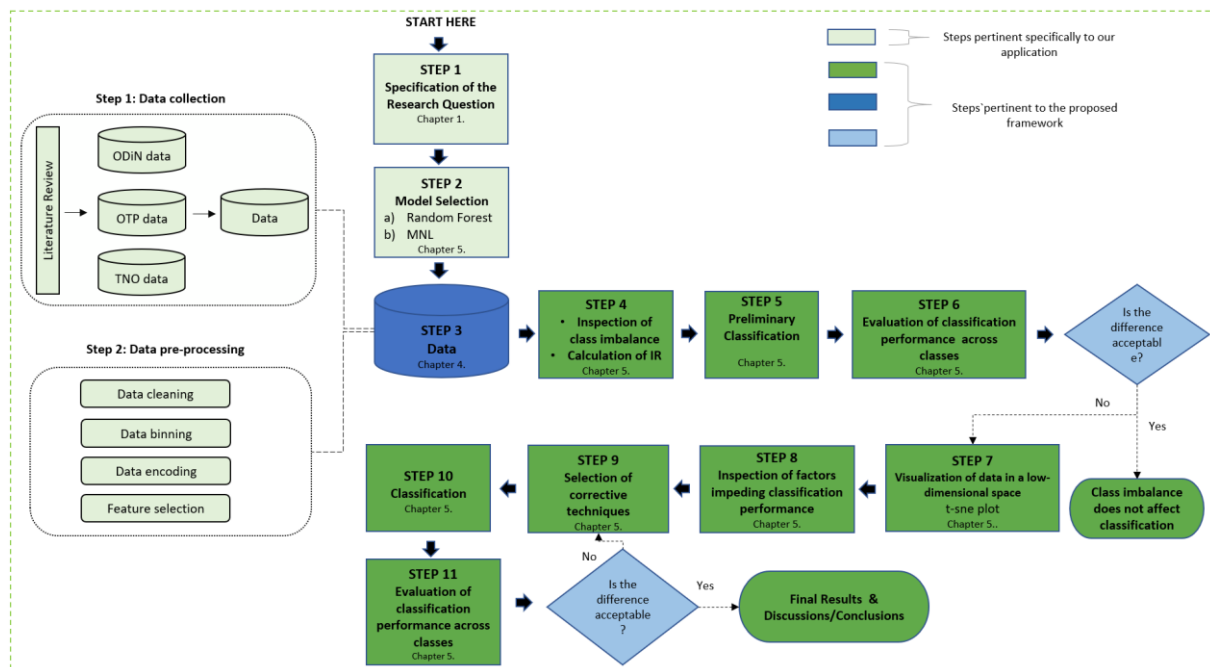 START HERE
STEP 1
Specification of the
Research Question
Chapter 1.
Steps pertinent specifically to our
application
Steps`pertinent to the proposed
framework
Step 1: Data collection
Literature Review
ODiN data
OTP data
Data
TNO data
STEP 2
Model Selection
a) Random Forest
b) MNL
Chapter 5.
STEP 3
Data
Chapter 4.
STEP 4
• Inspection of
class imbalance
• Calculation of IR
Chapter 5.
STEP 5
Preliminary
Classification
Chapter 5.
STEP 6
Evaluation of classification
performance across
classes
Chapter 5.
Is the
difference
acceptabl
e?
No
Yes
Step 2: Data pre-processing
Data cleaning
Data binning
Data encoding
Feature selection
STEP 7
Visualization of data in a low-
dimensional space
t-sne plot
Chapter 5..
Class imbalance
does not affect
classification
STEP 8
Inspection of factors
impeding classification
performance
Chapter 5.
STEP 9
Selection of
corrective
techniques
Chapter 5.
STEP 10
Classification
Chapter 5.
STEP 11
Evaluation of
classification
performance across
classes
Chapter 5.
No
Is the
difference
acceptable
?
Yes
Final Results &
Discussions/Conclusions